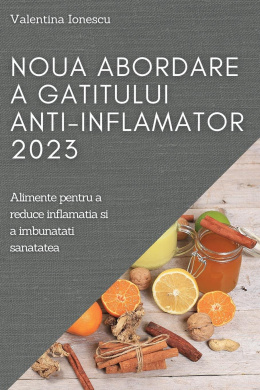 Valentina Ionescu
NOUA ABORDARE
A GATITULUI
ANTI-INFLAMATOR
2023
Alimente pentru a
reduce inflamatia si
a imbunatati
sanatatea